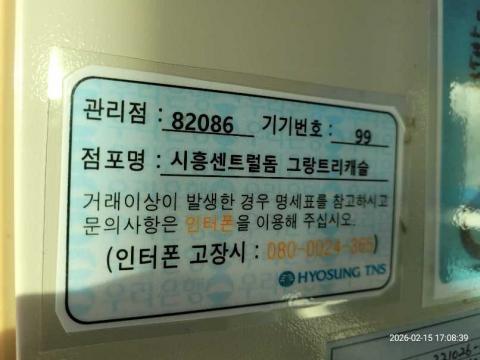 관리점 : 82086 기기번호 : 99
점포명 : 시흥센트럴돔 그랑트리캐슬
거래이상이 발생한 경우 명세표를 참고하시고
문의사항은 인터폰을 이용해 주십시오.
(인터폰 고장시 : 080-0024-365)
HYOSUNG TNS
우리은행
2026-02-15 17:08:39